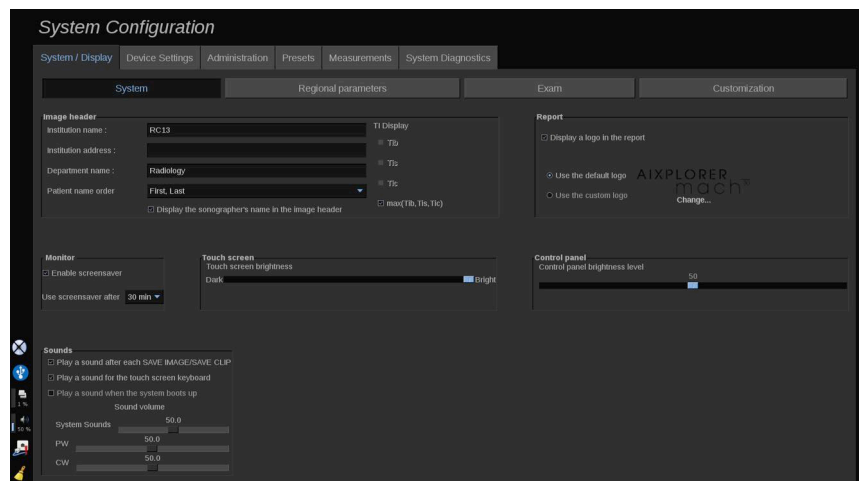 System Configuration
System / Display Device Settings Administration Presets Measurements System Diagnostics
System Regional parameters Exam Customization
Image header
Institution name : RC13
Institution address :
Department name : Radiology
Patient name order First, Last
Display the sonographer's name in the image header
TI Display
TIb
TIs
TIc
max(TIb,TIs,TIc)
Report
Display a logo in the report
Use the default logo
AIXPLORER
mach
Use the custom logo
Change...
Monitor
Enable screensaver
Use screensaver after 30 min
Touch screen
Touch screen brightness
Dark Bright
Control panel
Control panel brightness level
50
Sounds
Play a sound after each SAVE IMAGE/SAVE CLIP
Play a sound for the touch screen keyboard
Play a sound when the system boots up
Sound volume
System Sounds 50.0
PW 50.0
CW 50.0
1 %
50 %